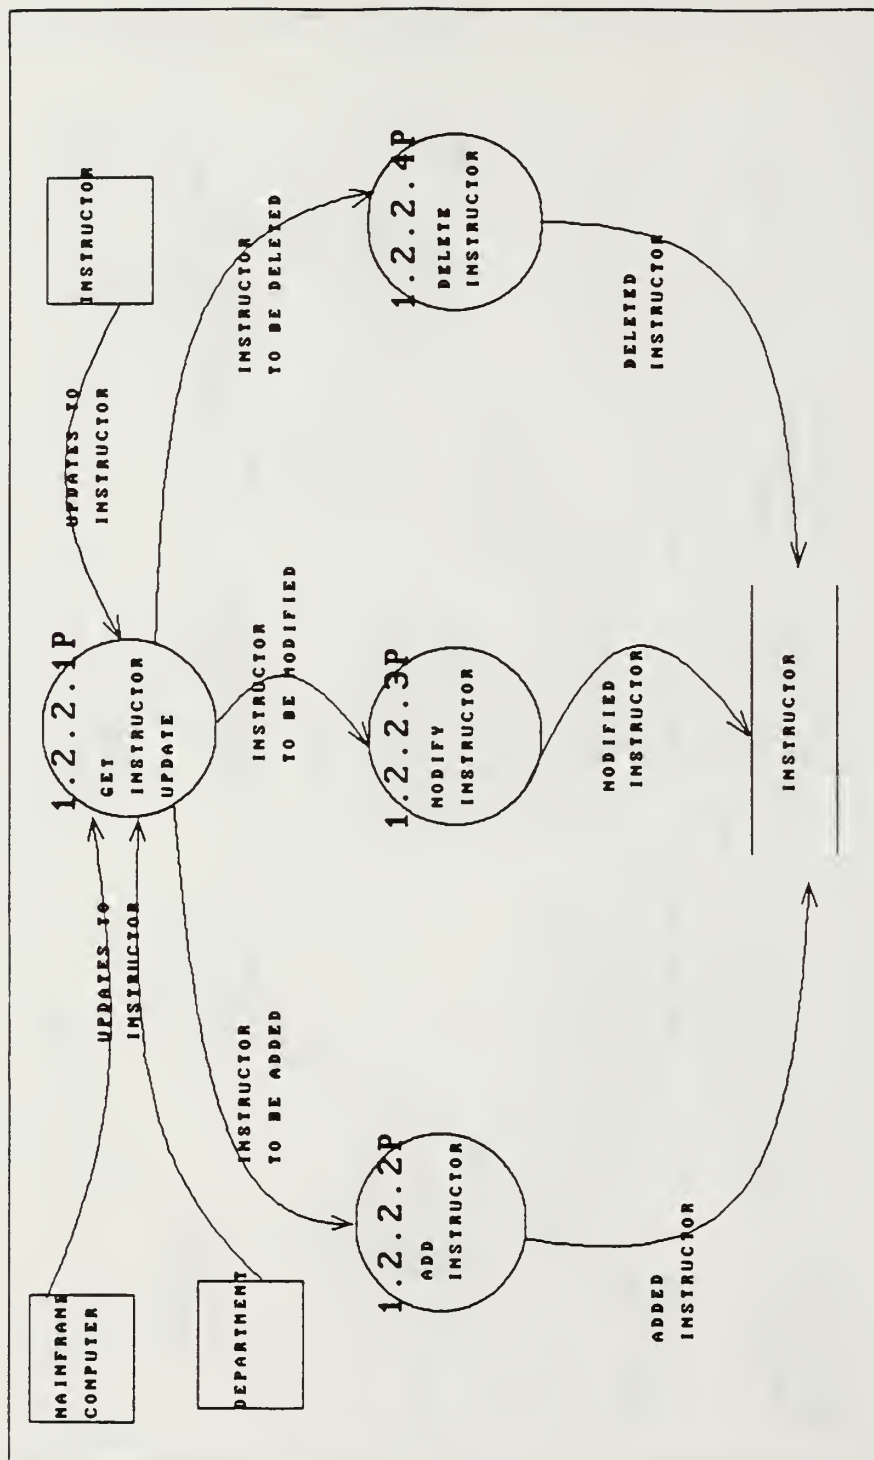 MAINFRAME
COMPUTER
DEPARTMENT
UPDATES TO
INSTRUCTOR
1.2.2.1P
GET
INSTRUCTOR
UPDATE
UPDATES TO
INSTRUCTOR
INSTRUCTOR
INSTRUCTOR
TO BE ADDED
INSTRUCTOR
TO BE MODIFIED
INSTRUCTOR
TO BE DELETED
1.2.2.2P
ADD
INSTRUCTOR
1.2.2.3P
MODIFY
INSTRUCTOR
1.2.2.4P
DELETE
INSTRUCTOR
ADDED
INSTRUCTOR
MODIFIED
INSTRUCTOR
DELETED
INSTRUCTOR
INSTRUCTOR